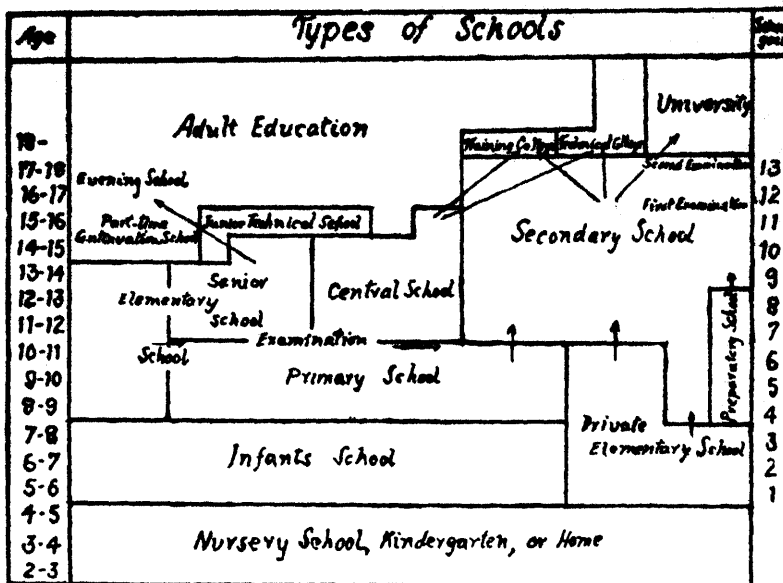 Age
Types of Schools
School years
University
Adult Education
18-
Training College
Technical College
17-18
Second Examination
13
Evening School
16-17
12
First Examination
15-16
Part-time
Junior Technical School
11
Continuation School
Secondary School
14-15
10
13-14
Senior
9
Elementary
Central School
12-13
8
School
11-12
7
Examination
10-11
School
6
Primary School
9-10
5
Preparatory School
8-9
4
Private
7-8
3
Elementary School
Infants School
6-7
2
5-6
1
4-5
Nursery School, Kindergarten, or Home
3-4
2-3